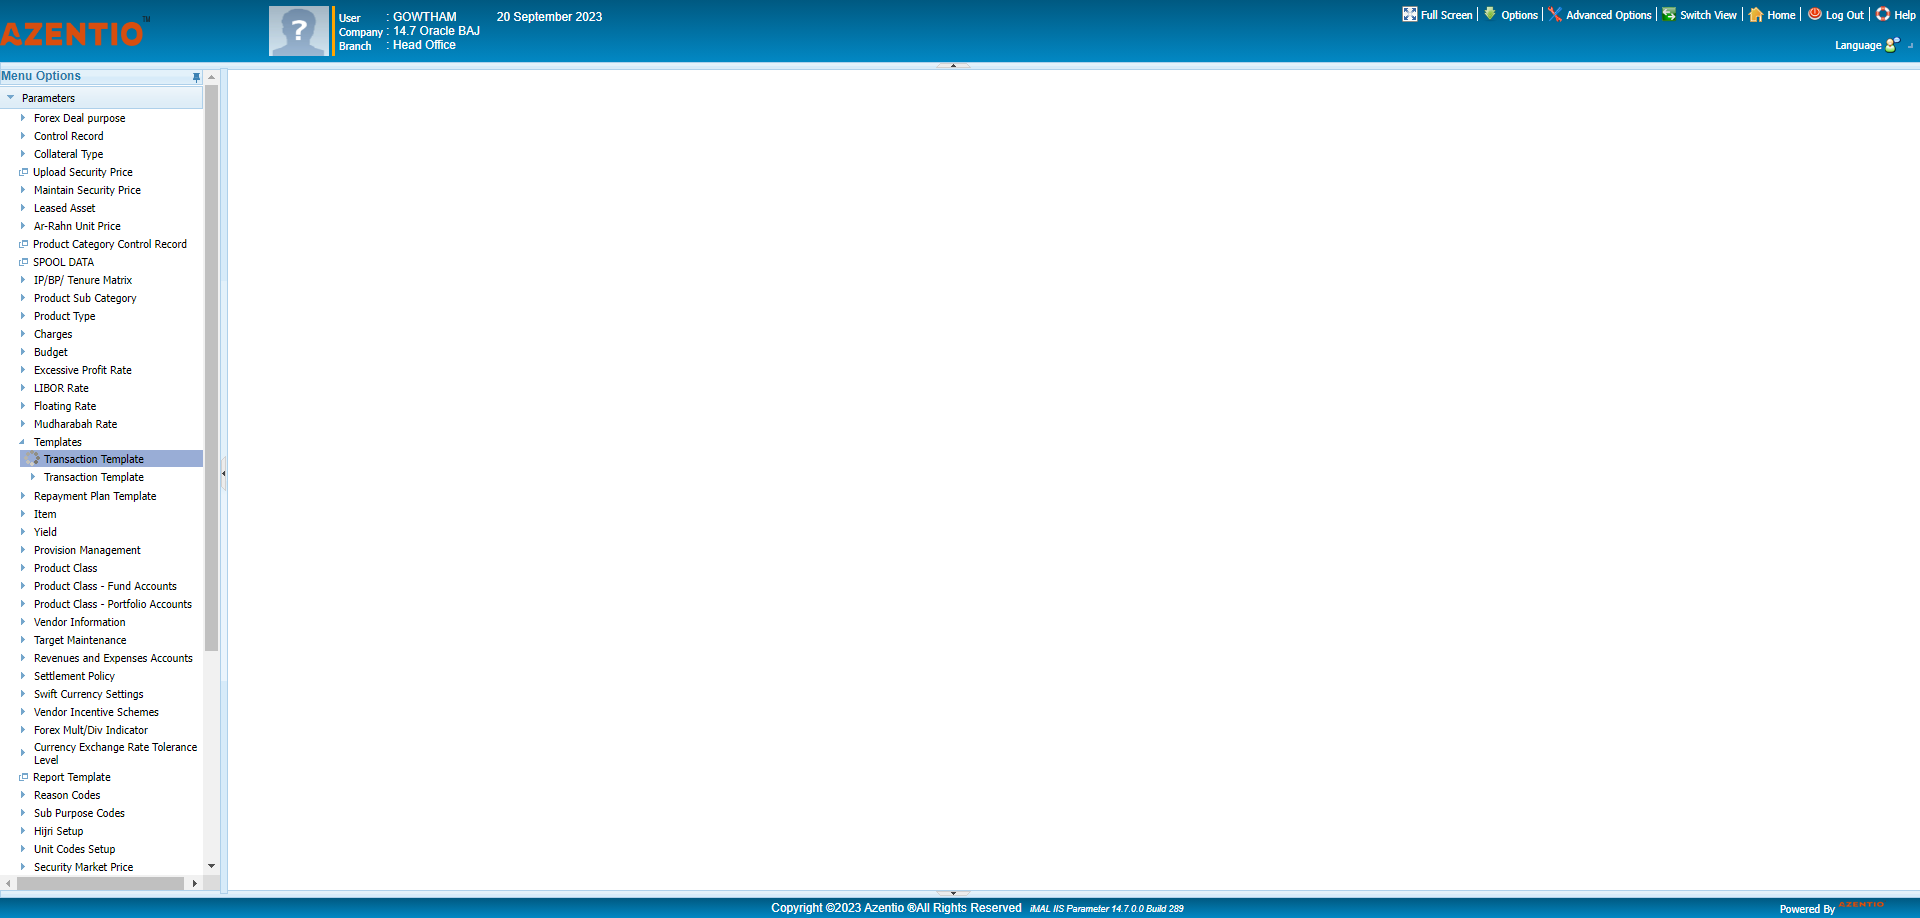 AZENTIO™
User : GOWTHAM 20 September 2023
Company : 14.7 Oracle BAJ
Branch : Head Office
Full Screen | Options | Advanced Options | Switch View | Home | Log Out | Help
Language
Menu Options
Parameters
Forex Deal purpose
Control Record
Collateral Type
Upload Security Price
Maintain Security Price
Leased Asset
Ar-Rahn Unit Price
Product Category Control Record
SPOOL DATA
IP/BP/ Tenure Matrix
Product Sub Category
Product Type
Charges
Budget
Excessive Profit Rate
LIBOR Rate
Floating Rate
Mudharabah Rate
Templates
Transaction Template
Transaction Template
Repayment Plan Template
Item
Yield
Provision Management
Product Class
Product Class - Fund Accounts
Product Class - Portfolio Accounts
Vendor Information
Target Maintenance
Revenues and Expenses Accounts
Settlement Policy
Swift Currency Settings
Vendor Incentive Schemes
Forex Mult/Div Indicator
Currency Exchange Rate Tolerance
Level
Report Template
Reason Codes
Sub Purpose Codes
Hijri Setup
Unit Codes Setup
Security Market Price
Copyright ©2023 Azentio ®All Rights Reserved iMAL IIS Parameter 14.7.0.0 Build 289
Powered By AZENTIO